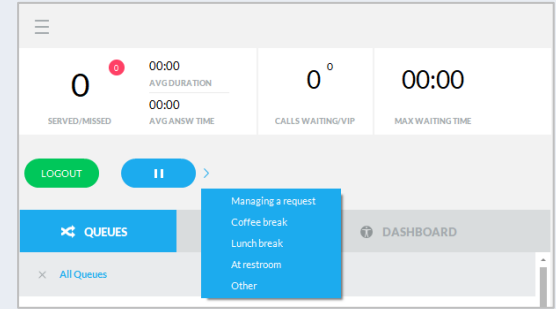 0
0
00:00
AVG DURATION
00:00
AVG ANSW TIME
SERVED/MISSED
0
0
CALLS WAITING/VIP
00:00
MAX WAITING TIME
LOGOUT
Managing a request
Coffee break
Lunch break
At restroom
Other
QUEUES
DASHBOARD
All Queues